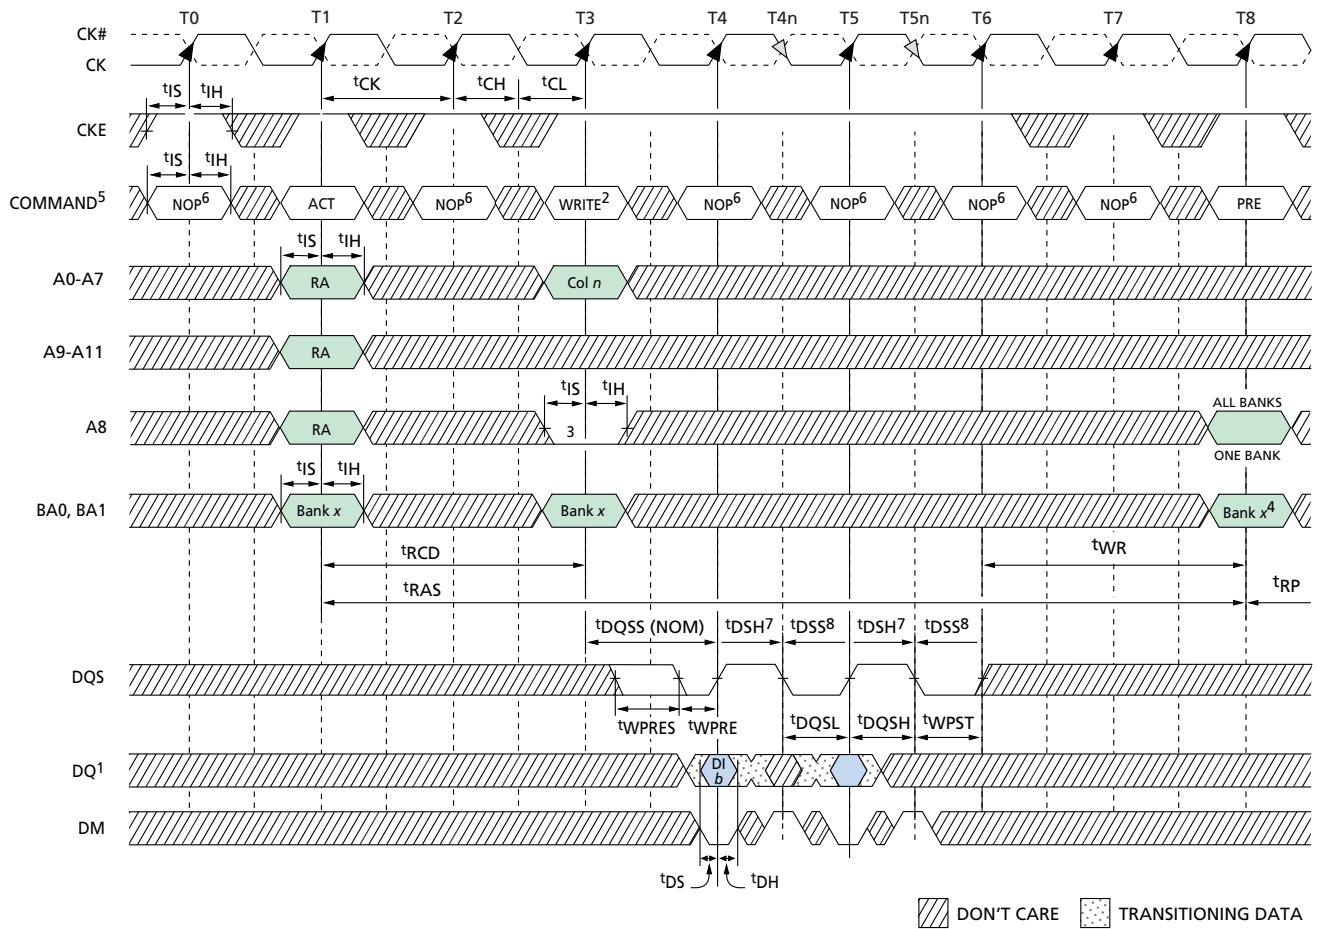 T0 T1 T2 T3 T4 T4n T5 T5n T6 T7 T8
CK#
CK
tIS tIH tCK tCH tCL
CKE
tIS tIH
COMMAND5 NOP6 ACT NOP6 WRITE2 NOP6 NOP6 NOP6 NOP6 PRE
tIS tIH
A0-A7 RA Col n
A9-A11 RA
tIS tIH
ALL BANKS
A8 RA 3
ONE BANK
tIS tIH
BA0, BA1 Bank x Bank x Bank x4
tRCD tWR
tRAS tRP
tDQSS (NOM) tDSH7 tDSS8 tDSH7 tDSS8
DQS
tWPRES tWPRE tDQSL tDQSH tWPST
DQ1 DI
b
DM
tDS tDH
DON'T CARE TRANSITIONING DATA